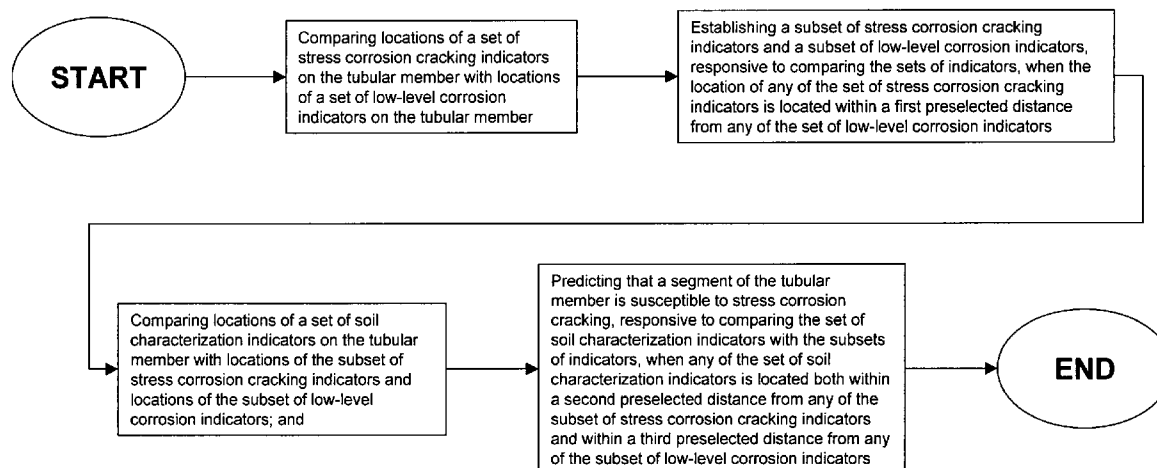 START
Comparing locations of a set of
stress corrosion cracking indicators
on the tubular member with locations
of a set of low-level corrosion
indicators on the tubular member
Establishing a subset of stress corrosion cracking
indicators and a subset of low-level corrosion indicators,
responsive to comparing the sets of indicators, when the
location of any of the set of stress corrosion cracking
indicators is located within a first preselected distance
from any of the set of low-level corrosion indicators
Comparing locations of a set of soil
characterization indicators on the tubular
member with locations of the subset of
stress corrosion cracking indicators and
locations of the subset of low-level
corrosion indicators; and
Predicting that a segment of the tubular
member is susceptible to stress corrosion
cracking, responsive to comparing the set of
soil characterization indicators with the subsets
of indicators, when any of the set of soil
characterization indicators is located both within
a second preselected distance from any of the
subset of stress corrosion cracking indicators
and within a third preselected distance from any
of the subset of low-level corrosion indicators
END